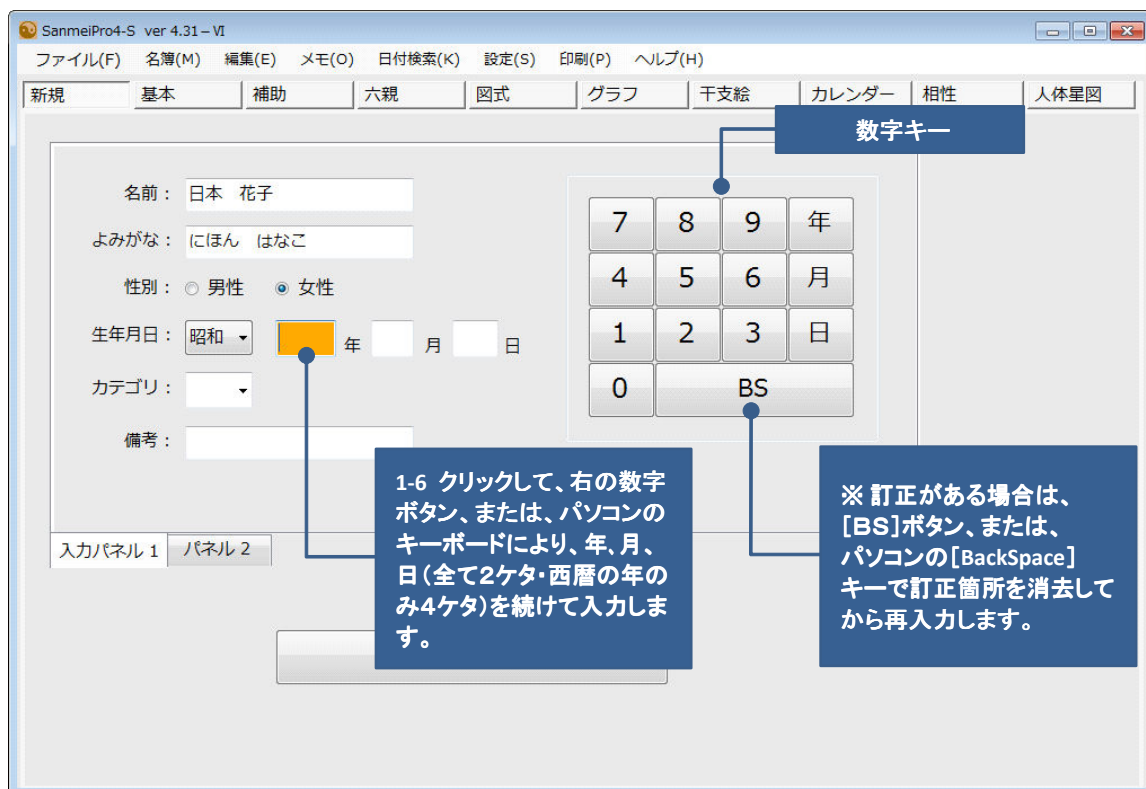 SanmeiPro4-S ver 4.31 – Ⅵ
ファイル(F) 名簿(M) 編集(E) メモ(O) 日付検索(K) 設定(S) 印刷(P) ヘルプ(H)
新規 基本 補助 六親 図式 グラフ 干支絵 カレンダー 相性 人体星図
数字キー
名前： 日本 花子
よみがな： にほん はなこ
性別： 男性 女性
生年月日： 昭和 年 月 日
カテゴリ：
備考：
7 8 9 年
4 5 6 月
1 2 3 日
0 BS
1-6 クリックして、右の数字
ボタン、または、パソコンの
キーボードにより、年、月、
日（全て２ケタ・西暦の年の
み４ケタ）を続けて入力しま
す。
※ 訂正がある場合は、
［ＢＳ］ボタン、または、
パソコンの［BackSpace］
キーで訂正箇所を消去して
から再入力します。
入力パネル 1 パネル 2